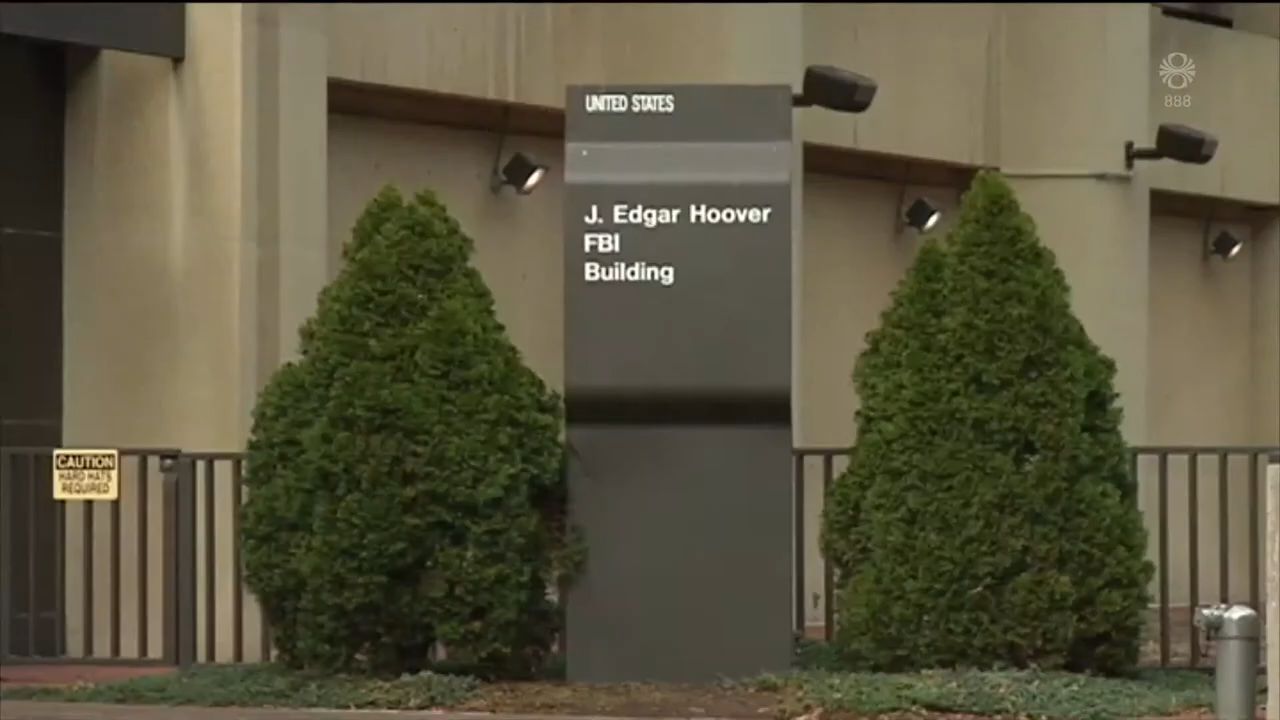 UNITED STATES
888
J. Edgar Hoover
FBI
Building
CAUTION
HARD HATS
REQUIRED